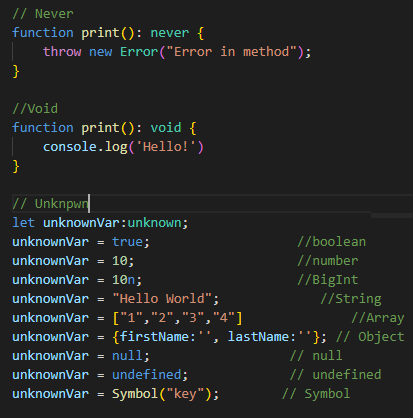 // Never
function print(): never {
    throw new Error("Error in method");
}

//Void
function print(): void {
    console.log('Hello!')
}

// Unknpwn
let unknownVar:unknown;
unknownVar = true;                   //boolean
unknownVar = 10;                     //number
unknownVar = 10n;                    //BigInt
unknownVar = "Hello World";             //String
unknownVar = ["1","2","3","4"]              //Array
unknownVar = {firstName:'', lastName:''}; // Object
unknownVar = null;                  // null
unknownVar = undefined;             // undefined
unknownVar = Symbol("key");        // Symbol